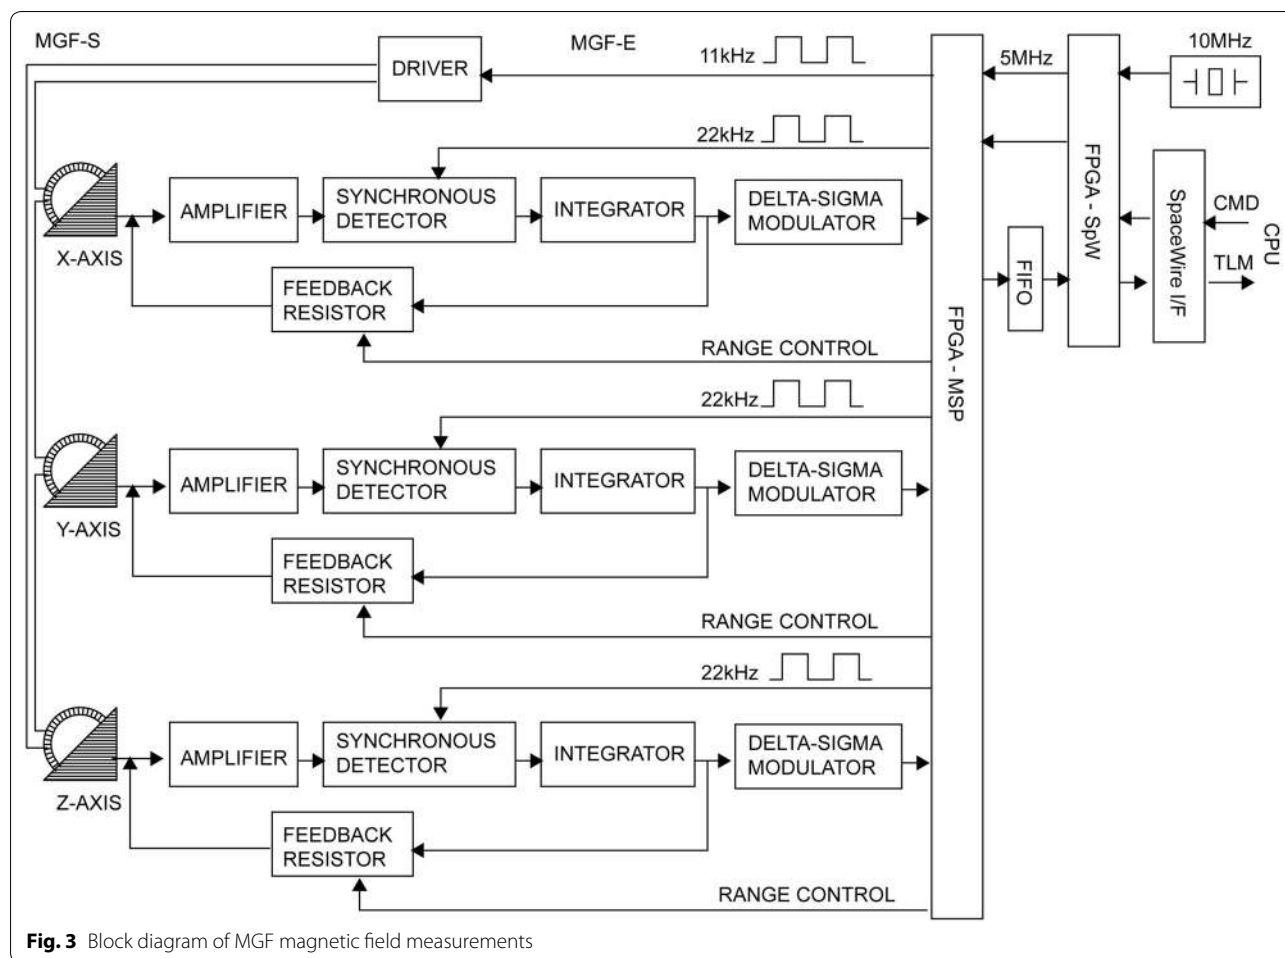 MGF-S
MGF-E
DRIVER
11kHz
5MHz
10MHz
22kHz
X-AXIS
AMPLIFIER
SYNCHRONOUS
DETECTOR
INTEGRATOR
DELTA-SIGMA
MODULATOR
FEEDBACK
RESISTOR
RANGE CONTROL
FPGA - MSP
FIFO
FPGA - SpW
SpaceWire I/F
CMD
TLM
CPU
22kHz
Y-AXIS
AMPLIFIER
SYNCHRONOUS
DETECTOR
INTEGRATOR
DELTA-SIGMA
MODULATOR
FEEDBACK
RESISTOR
RANGE CONTROL
22kHz
Z-AXIS
AMPLIFIER
SYNCHRONOUS
DETECTOR
INTEGRATOR
DELTA-SIGMA
MODULATOR
FEEDBACK
RESISTOR
RANGE CONTROL
Fig. 3 Block diagram of MGF magnetic field measurements